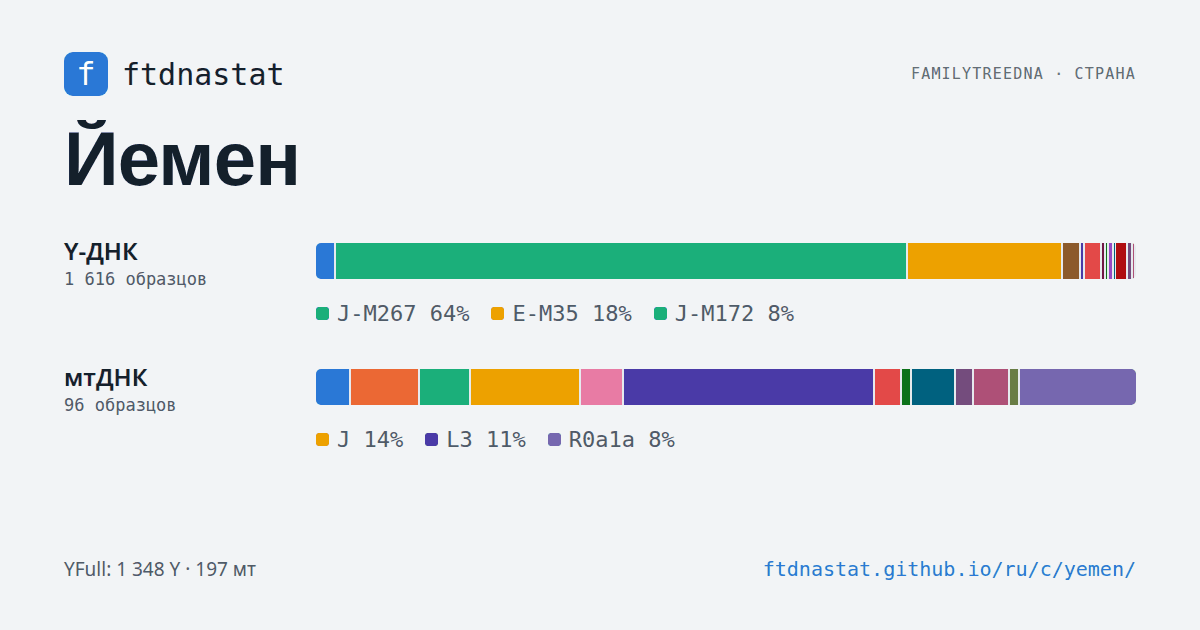 f ftdnastat
FAMILYTREEDNA · СТРАНА
Йемен
Y-ДНК
1 616 образцов
J-M267 64% E-M35 18% J-M172 8%
мтДНК
96 образцов
J 14% L3 11% R0a1a 8%
YFull: 1 348 Y · 197 мт
ftdnastat.github.io/ru/c/yemen/